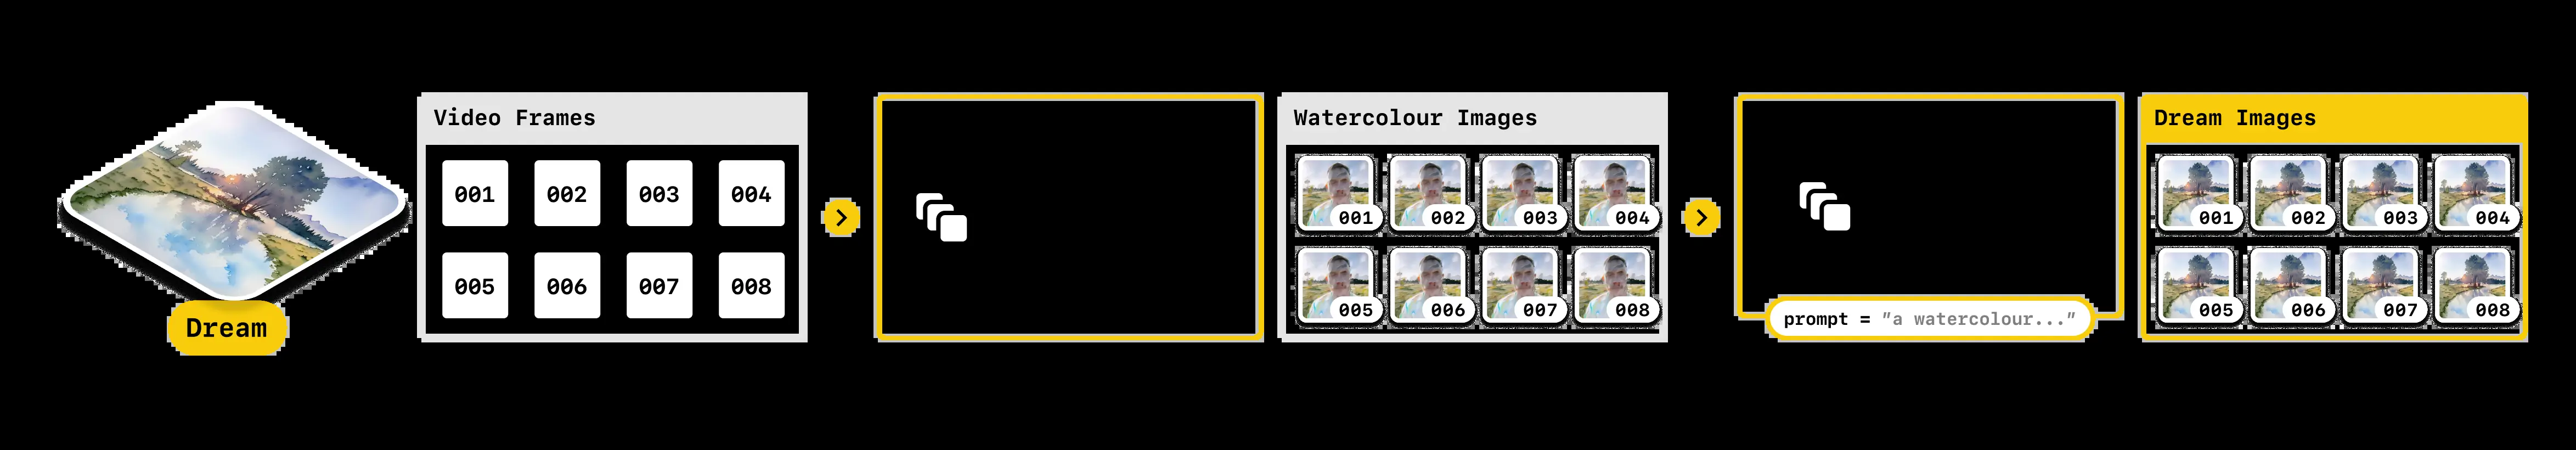 Dream
Video Frames
001 002 003 004
005 006 007 008
Watercolour Images
001 002 003 004
005 006 007 008
prompt = "a watercolour..."
Dream Images
001 002 003 004
005 006 007 008